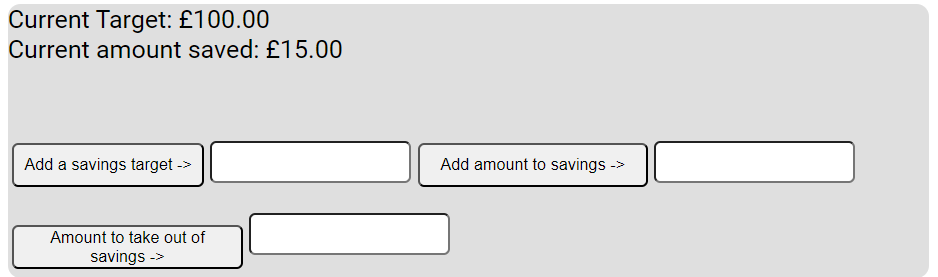 Current Target: £100.00
Current amount saved: £15.00
Add a savings target ->
Add amount to savings ->
Amount to take out of
savings ->